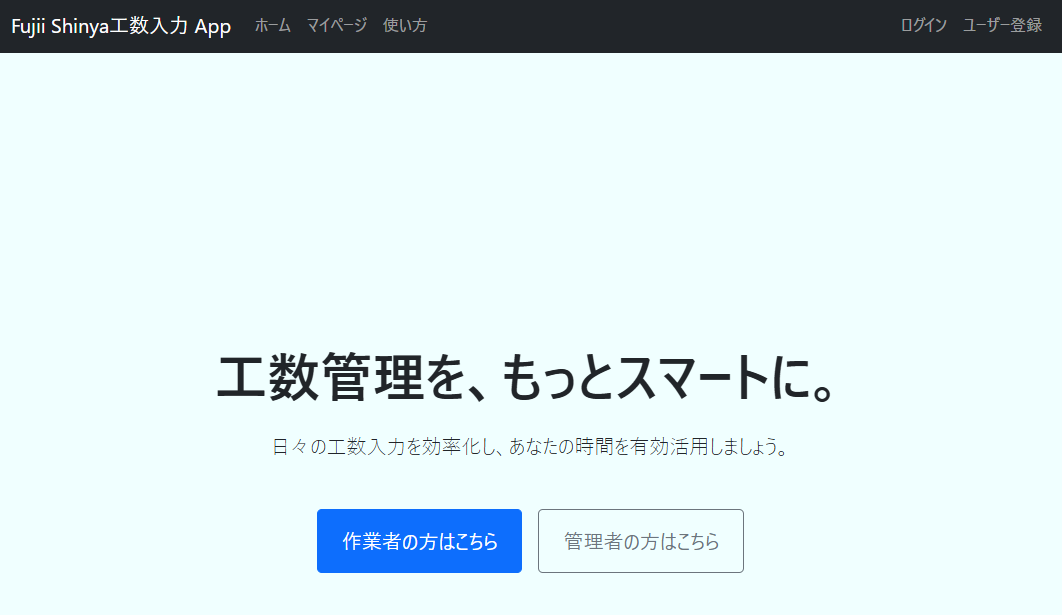 Fujii Shinya工数入力 App ホーム マイページ 使い方 ログイン ユーザー登録
工数管理を、もっとスマートに。
日々の工数入力を効率化し、あなたの時間を有効活用しましょう。
作業者の方はこちら 管理者の方はこちら